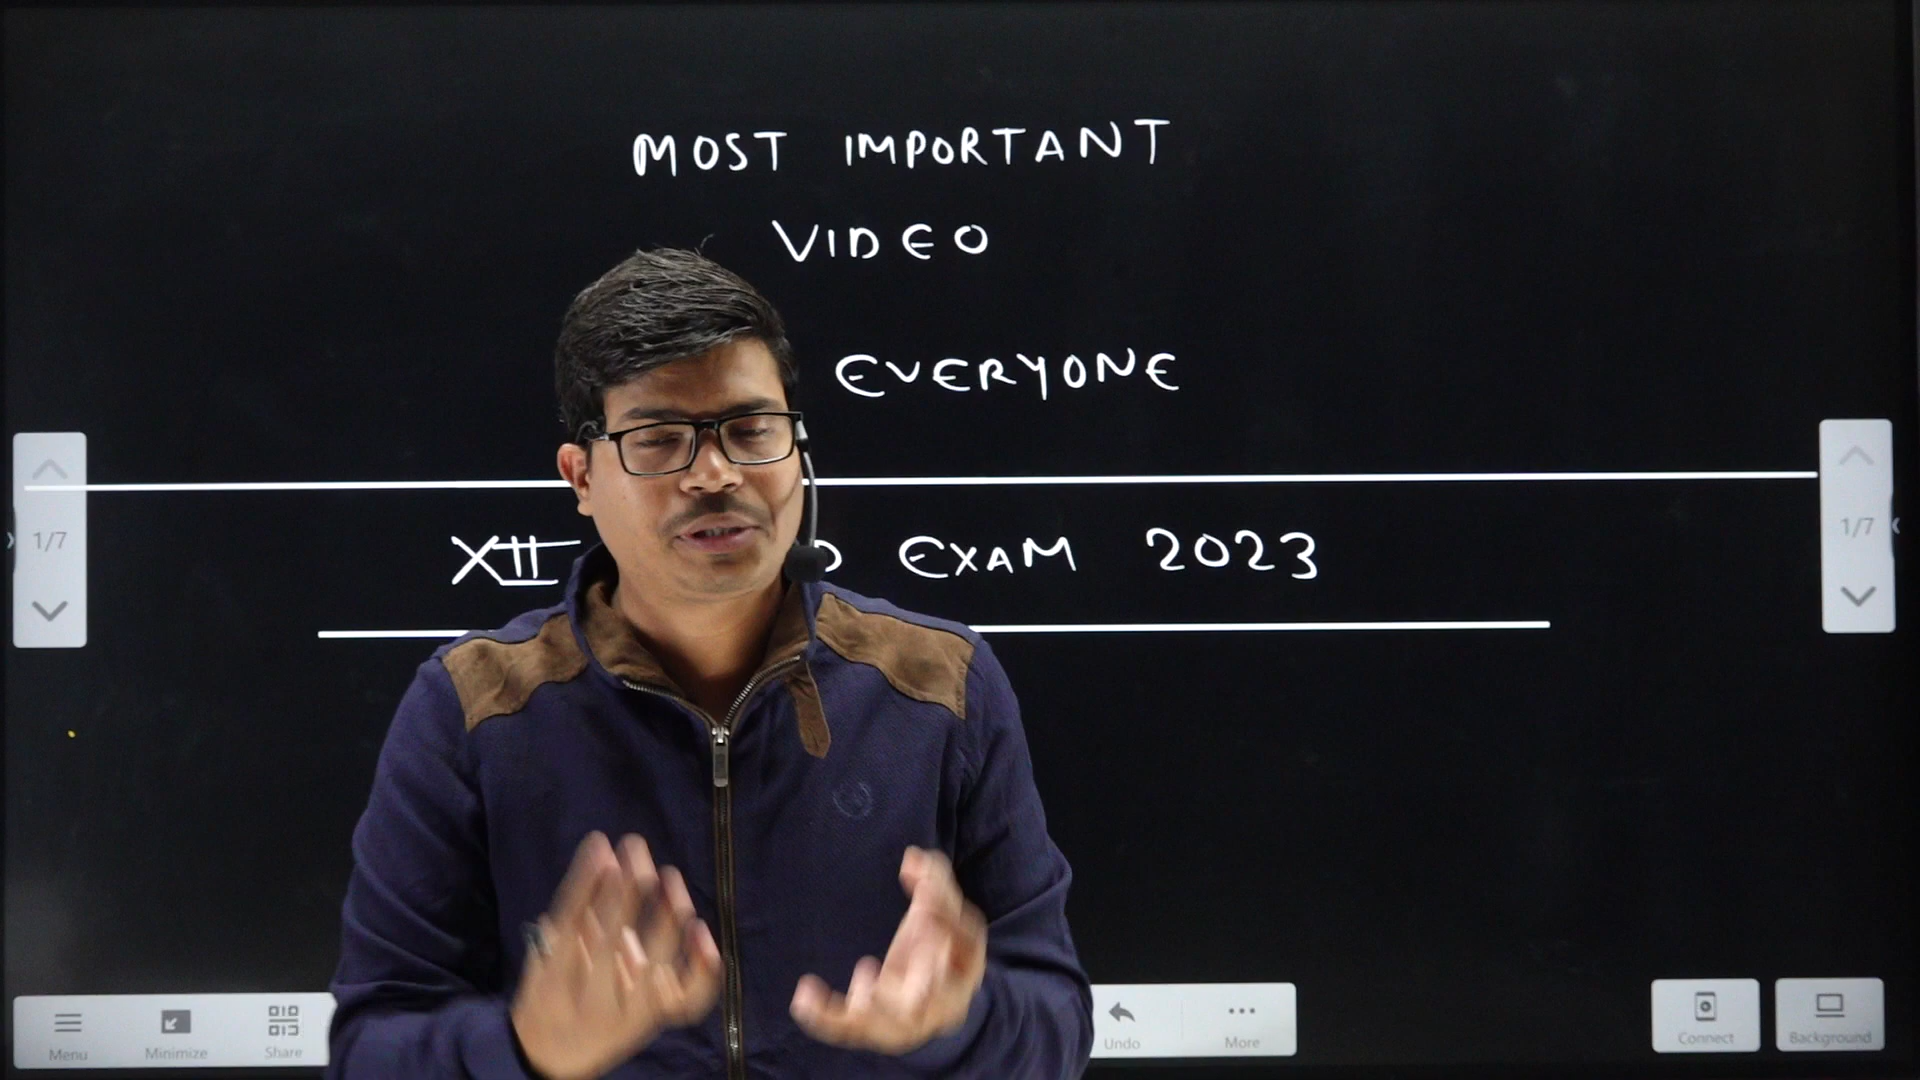 MOST IMPORTANT
VIDEO
EVERYONE
XII EXAM 2023
1/7
1/7
Menu
Minimize
Share
Undo
More
Connect
Background